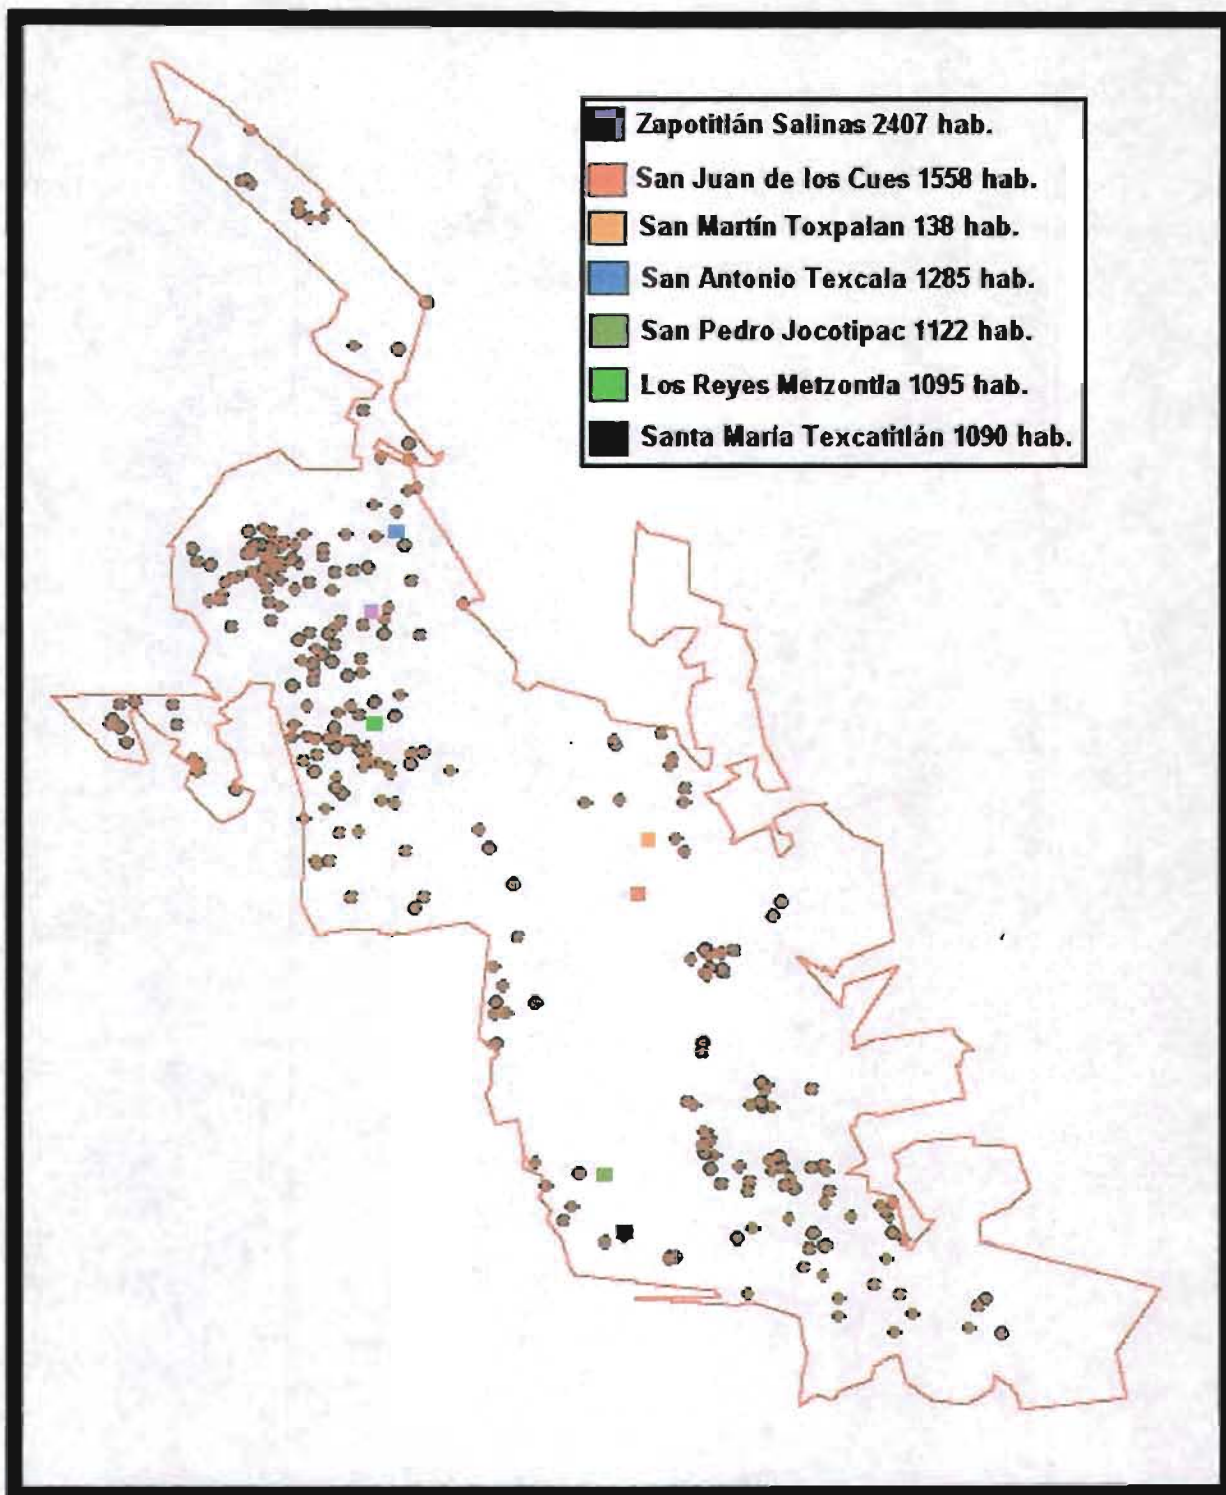 Zapotitlán Salinas 2407 hab.
San Juan de los Cues 1558 hab.
San Martín Toxpalan 138 hab.
San Antonio Texcala 1285 hab.
San Pedro Jocotipac 1122 hab.
Los Reyes Metzontla 1095 hab.
Santa María Texcatitlán 1090 hab.